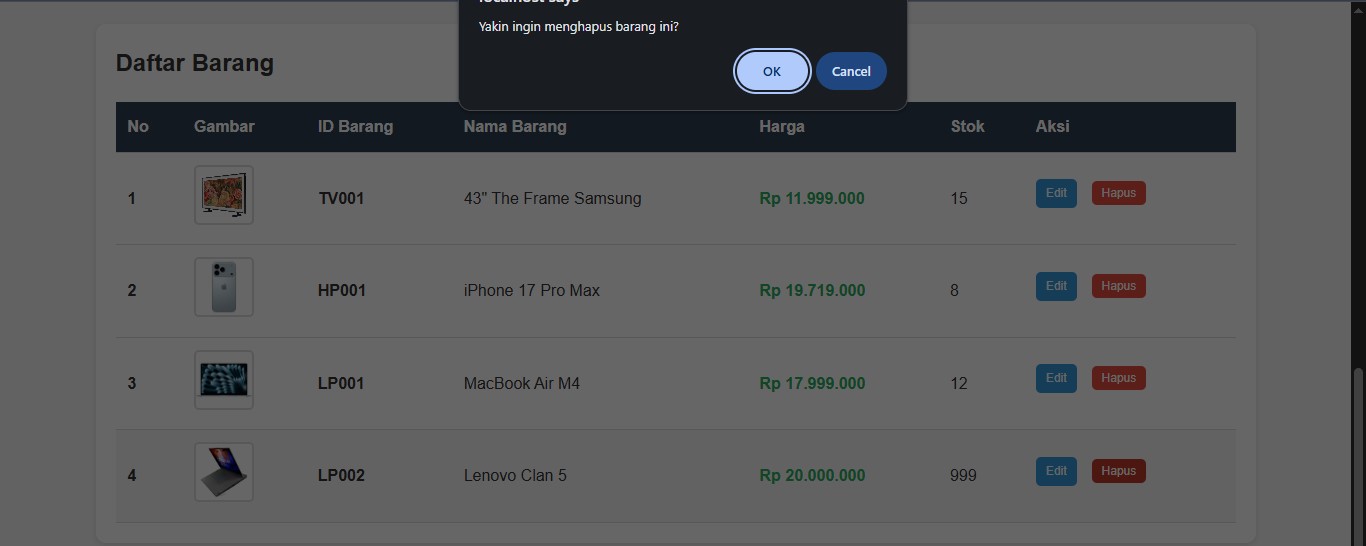 localhost says
Yakin ingin menghapus barang ini?
OK Cancel
Daftar Barang
No Gambar ID Barang Nama Barang Harga Stok Aksi
1 TV001 43" The Frame Samsung Rp 11.999.000 15 Edit Hapus
2 HP001 iPhone 17 Pro Max Rp 19.719.000 8 Edit Hapus
3 LP001 MacBook Air M4 Rp 17.999.000 12 Edit Hapus
4 LP002 Lenovo Clan 5 Rp 20.000.000 999 Edit Hapus